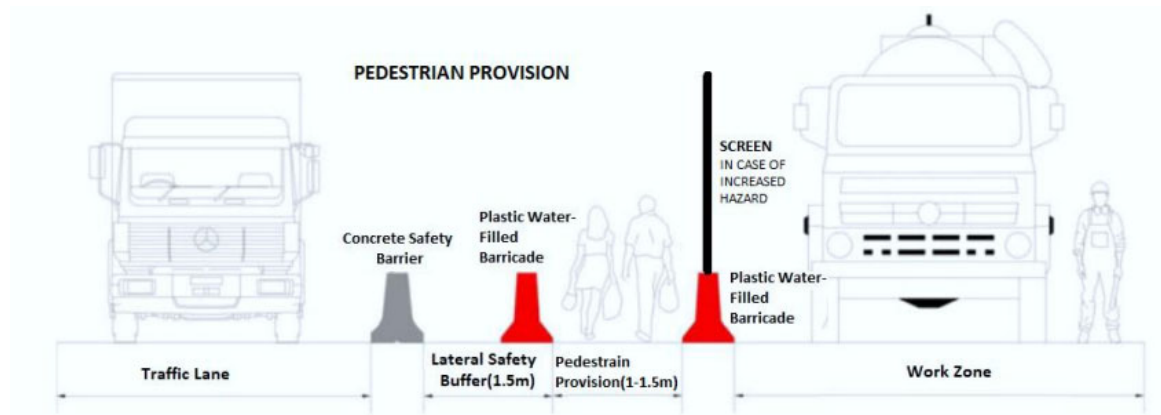 PEDESTRIAN PROVISION
SCREEN
IN CASE OF
INCREASED
HAZARD
Plastic Water-
Filled
Barricade
Concrete Safety
Barrier
Plastic Water-
Filled
Barricade
Traffic Lane
Lateral Safety
Buffer(1.5m)
Pedestrain
Provision(1-1.5m)
Work Zone